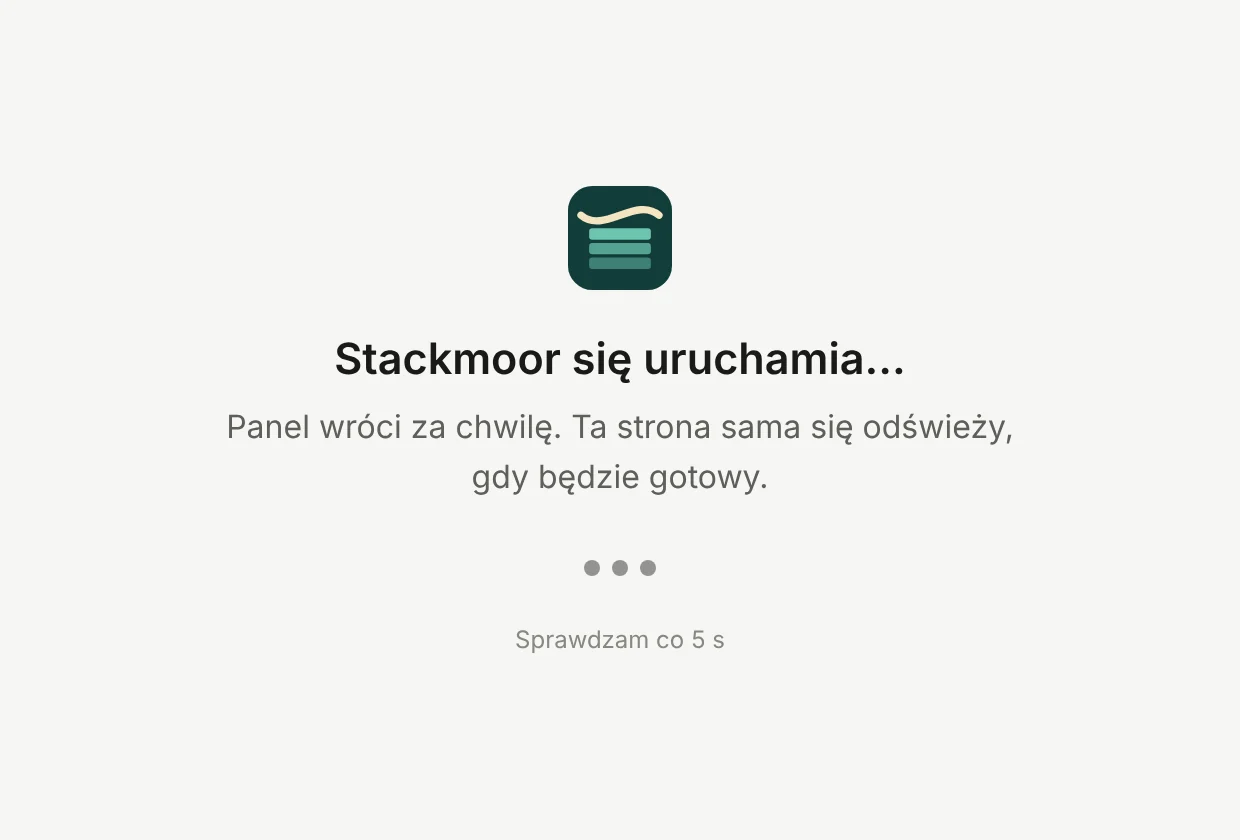 Stackmoor się uruchamia…
Panel wróci za chwilę. Ta strona sama się odświeży,
gdy będzie gotowy.
Sprawdzam co 5 s